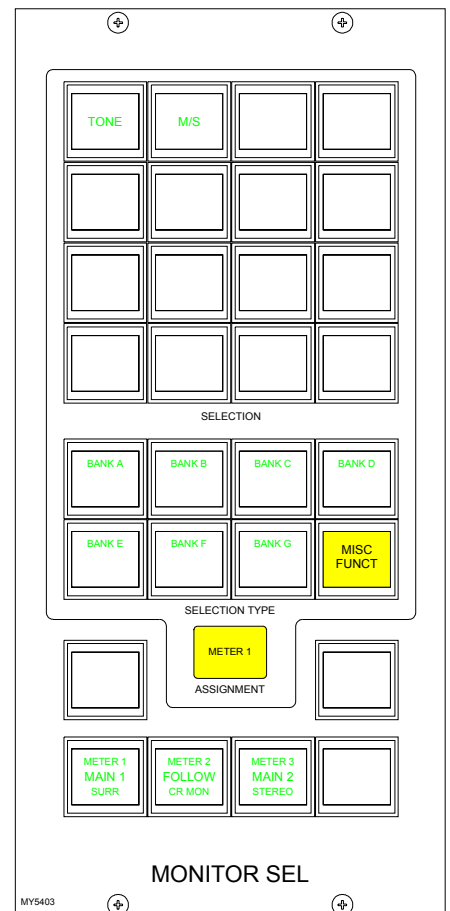 TONE
M/S
SELECTION
BANK A
BANK B
BANK C
BANK D
BANK E
BANK F
BANK G
MISC
FUNCT
SELECTION TYPE
METER 1
ASSIGNMENT
METER 1
MAIN 1
SURR
METER 2
FOLLOW
CR MON
METER 3
MAIN 2
STEREO
MONITOR SEL
MY5403